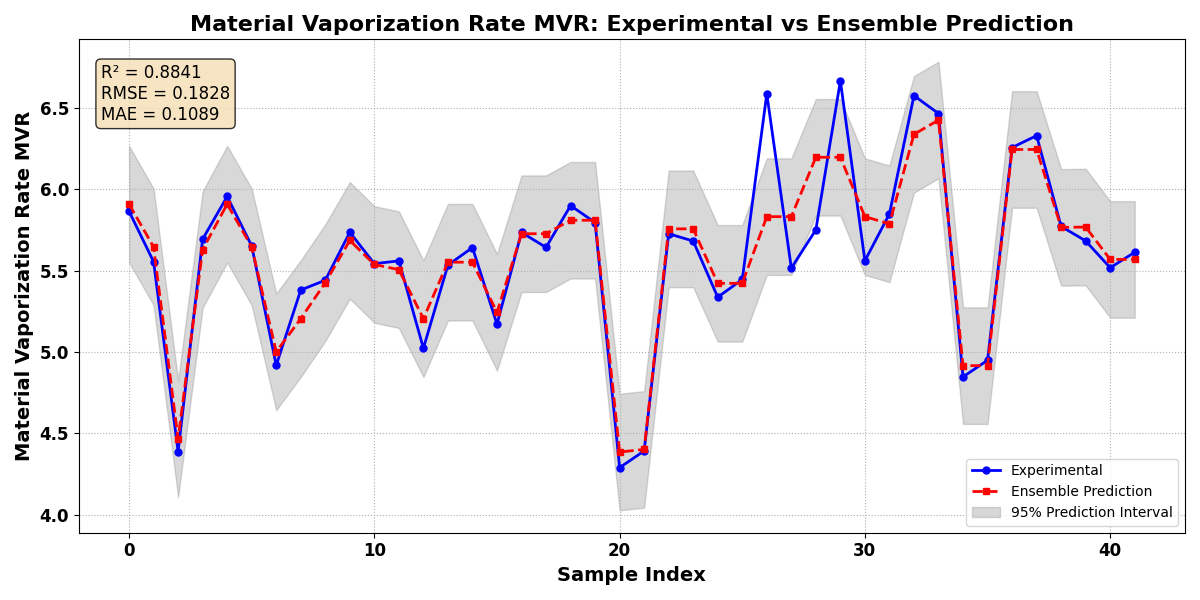 Material Vaporization Rate MVR: Experimental vs Ensemble Prediction
R² = 0.8841
RMSE = 0.1828
MAE = 0.1089
Material Vaporization Rate MVR
6.5
6.0
5.5
5.0
4.5
4.0
Experimental
Ensemble Prediction
95% Prediction Interval
0 10 20 30 40
Sample Index